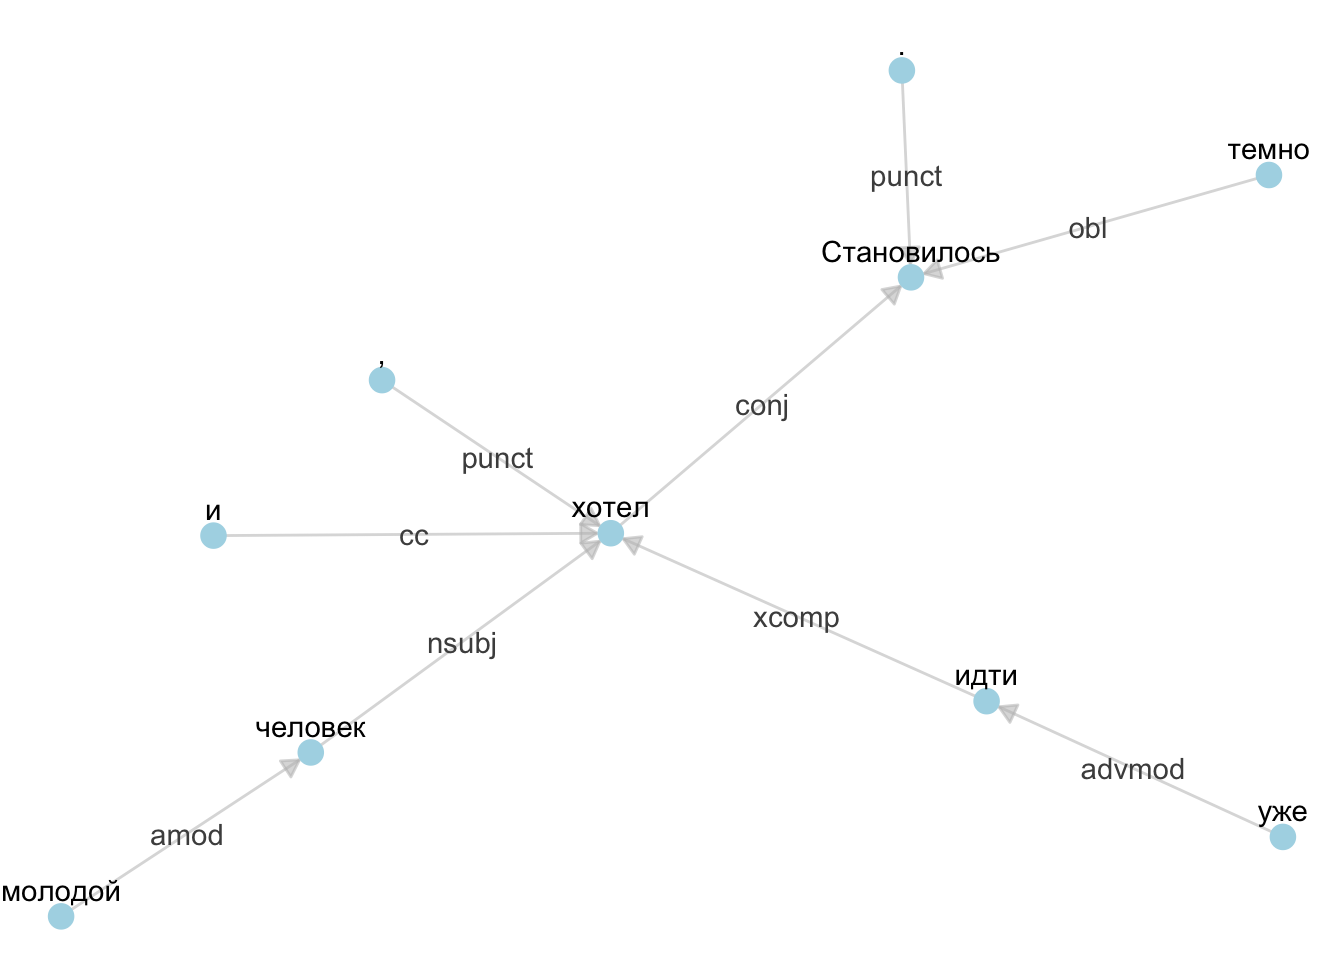 .
темно
punct
obl
Становилось
,
conj
punct
хотел
и
cc
xcomp
nsubj
идти
человек
advmod
уже
amod
молодой